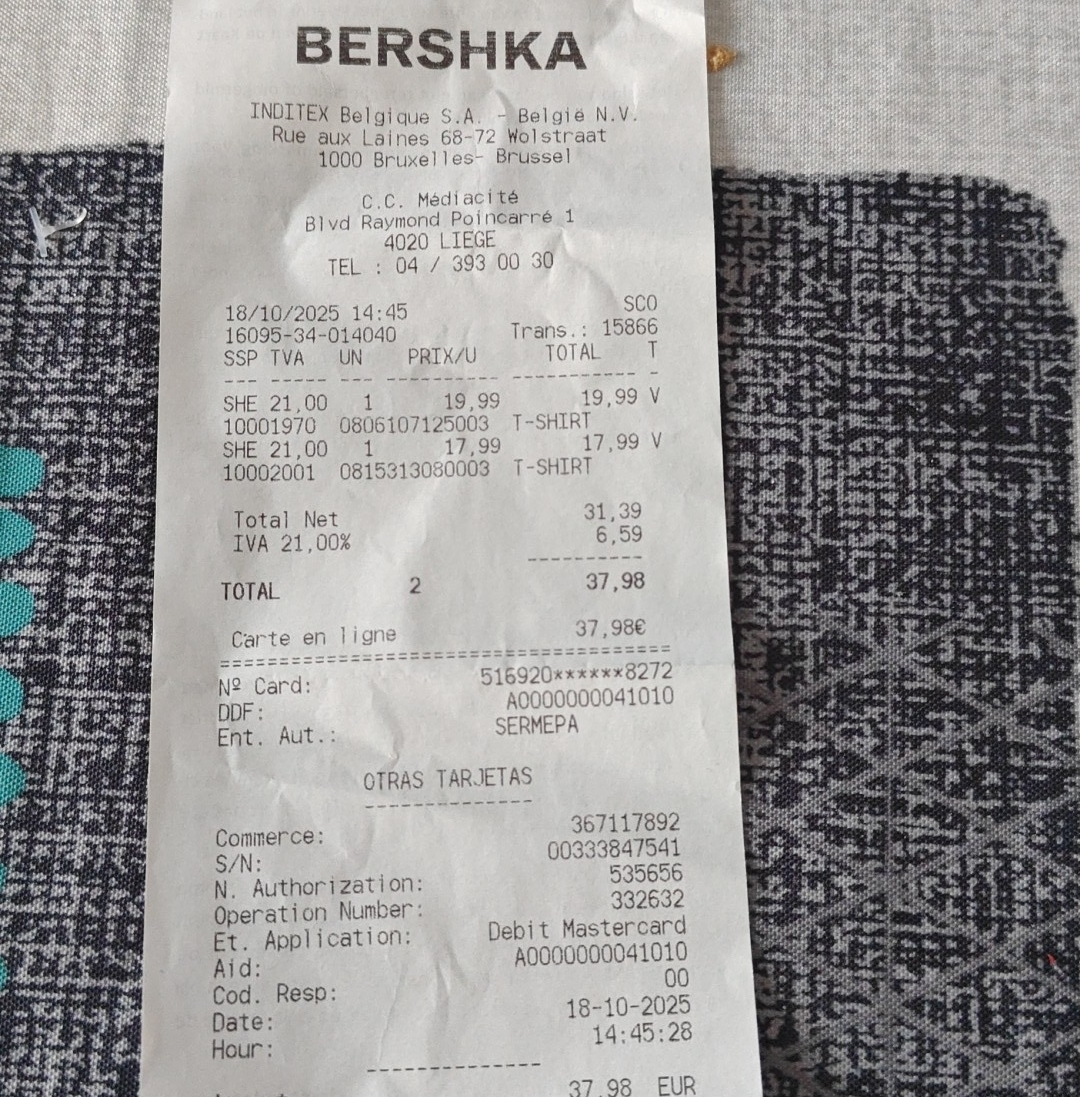 BERSHKA
INDITEX Belgique S.A. - België N.V.
Rue aux Laines 68-72 Wolstraat
1000 Bruxelles- Brussel
C.C. Médiacité
Blvd Raymond Poincarré 1
4020 LIEGE
TEL : 04 / 393 00 30
18/10/2025 14:45 SCO
16095-34-014040 Trans.: 15866
SSP TVA UN PRIX/U TOTAL T
--- ----- --- ---------- ----------- -
SHE 21,00 1 19,99 19,99 V
10001970 0806107125003 T-SHIRT
SHE 21,00 1 17,99 17,99 V
10002001 0815313080003 T-SHIRT
Total Net 31,39
IVA 21,00% 6,59
----------
TOTAL 2 37,98
Carte en ligne 37,98€
========================================
Nº Card: 516920******8272
DDF: A0000000041010
Ent. Aut.: SERMEPA
OTRAS TARJETAS
--------------
Commerce: 367117892
S/N: 00333847541
N. Authorization: 535656
Operation Number: 332632
Et. Application: Debit Mastercard
Aid: A0000000041010
Cod. Resp: 00
Date: 18-10-2025
Hour: 14:45:28
--------------
37,98 EUR